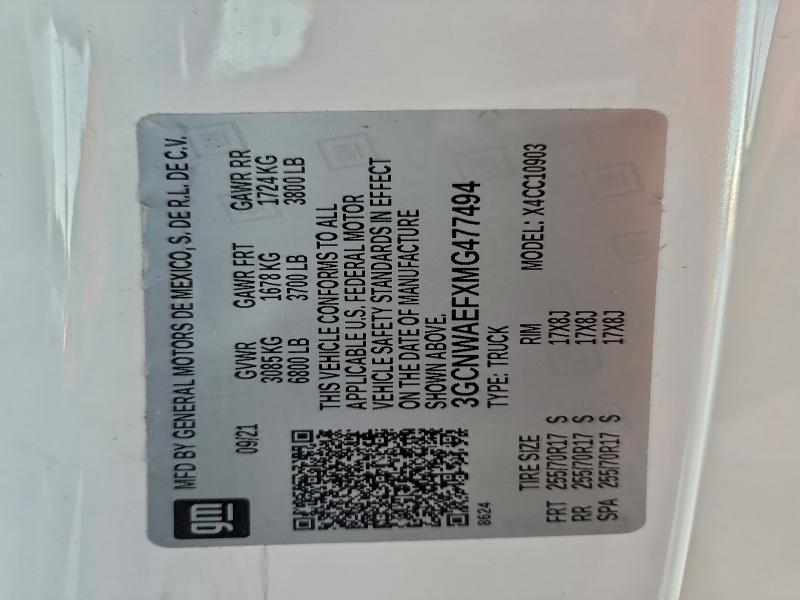 gm
MFD BY GENERAL MOTORS DE MEXICO, S. DE R.L. DE C.V.
09/21 GVWR GAWR FRT GAWR RR
3085 KG 1678 KG 1724 KG
6800 LB 3700 LB 3800 LB
THIS VEHICLE CONFORMS TO ALL
APPLICABLE U.S. FEDERAL MOTOR
VEHICLE SAFETY STANDARDS IN EFFECT
ON THE DATE OF MANUFACTURE
SHOWN ABOVE.
3GCNWAEFXMG477494
8624
TYPE: TRUCK
MODEL: X4CC10903
TIRE SIZE RIM
FRT 255/70R17 S 17X8J
RR 255/70R17 S 17X8J
SPA 255/70R17 S 17X8J